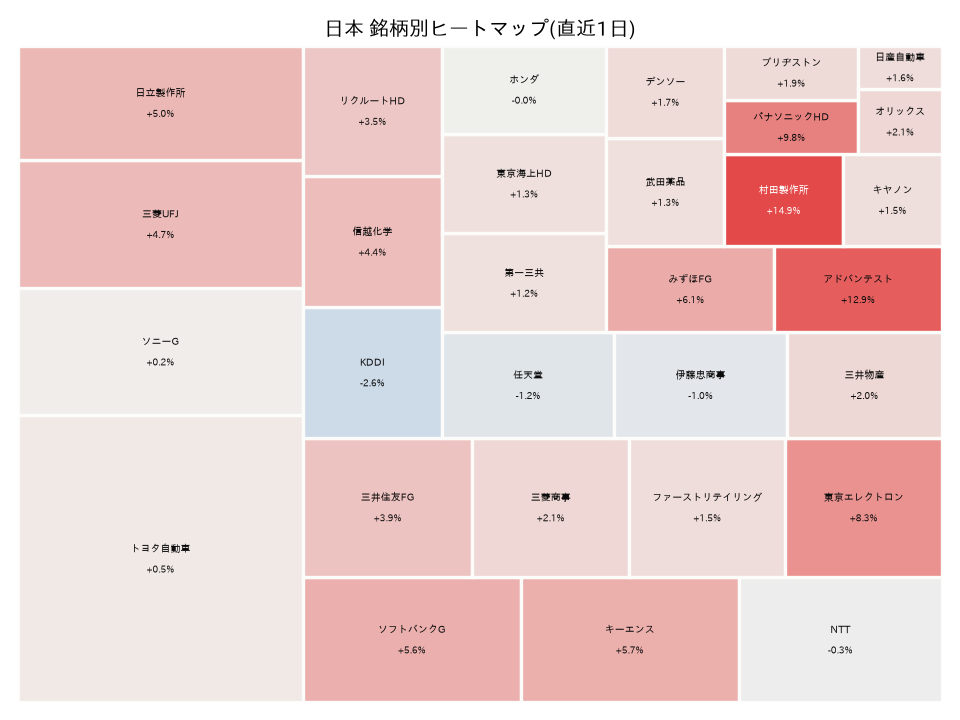 日本 銘柄別ヒートマップ(直近1日)
日立製作所
+5.0%
三菱UFJ
+4.7%
ソニーG
+0.2%
トヨタ自動車
+0.5%
リクルートHD
+3.5%
信越化学
+4.4%
KDDI
-2.6%
ホンダ
-0.0%
東京海上HD
+1.3%
第一三共
+1.2%
デンソー
+1.7%
武田薬品
+1.3%
ブリヂストン
+1.9%
パナソニックHD
+9.8%
日産自動車
+1.6%
オリックス
+2.1%
村田製作所
+14.9%
キヤノン
+1.5%
みずほFG
+6.1%
アドバンテスト
+12.9%
任天堂
-1.2%
伊藤忠商事
-1.0%
三井物産
+2.0%
三井住友FG
+3.9%
三菱商事
+2.1%
ファーストリテイリング
+1.5%
東京エレクトロン
+8.3%
ソフトバンクG
+5.6%
キーエンス
+5.7%
NTT
-0.3%